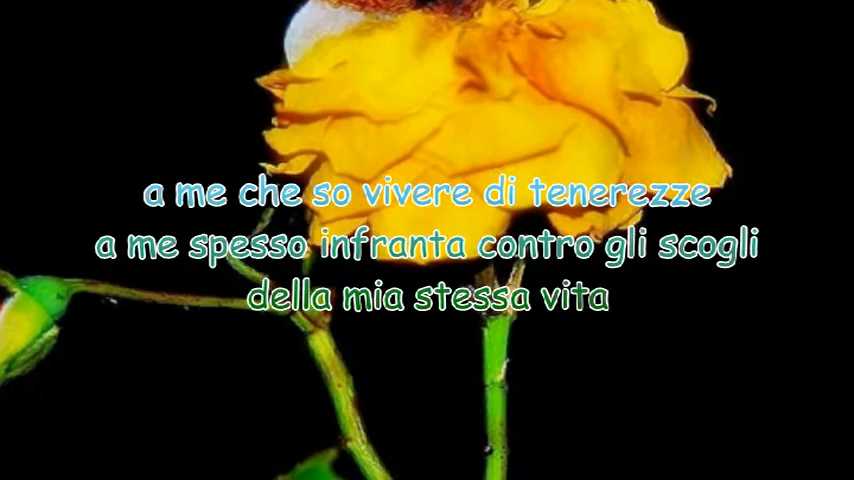 a me che so vivere di tenerezze
a me spesso infranta contro gli scogli
della mia stessa vita